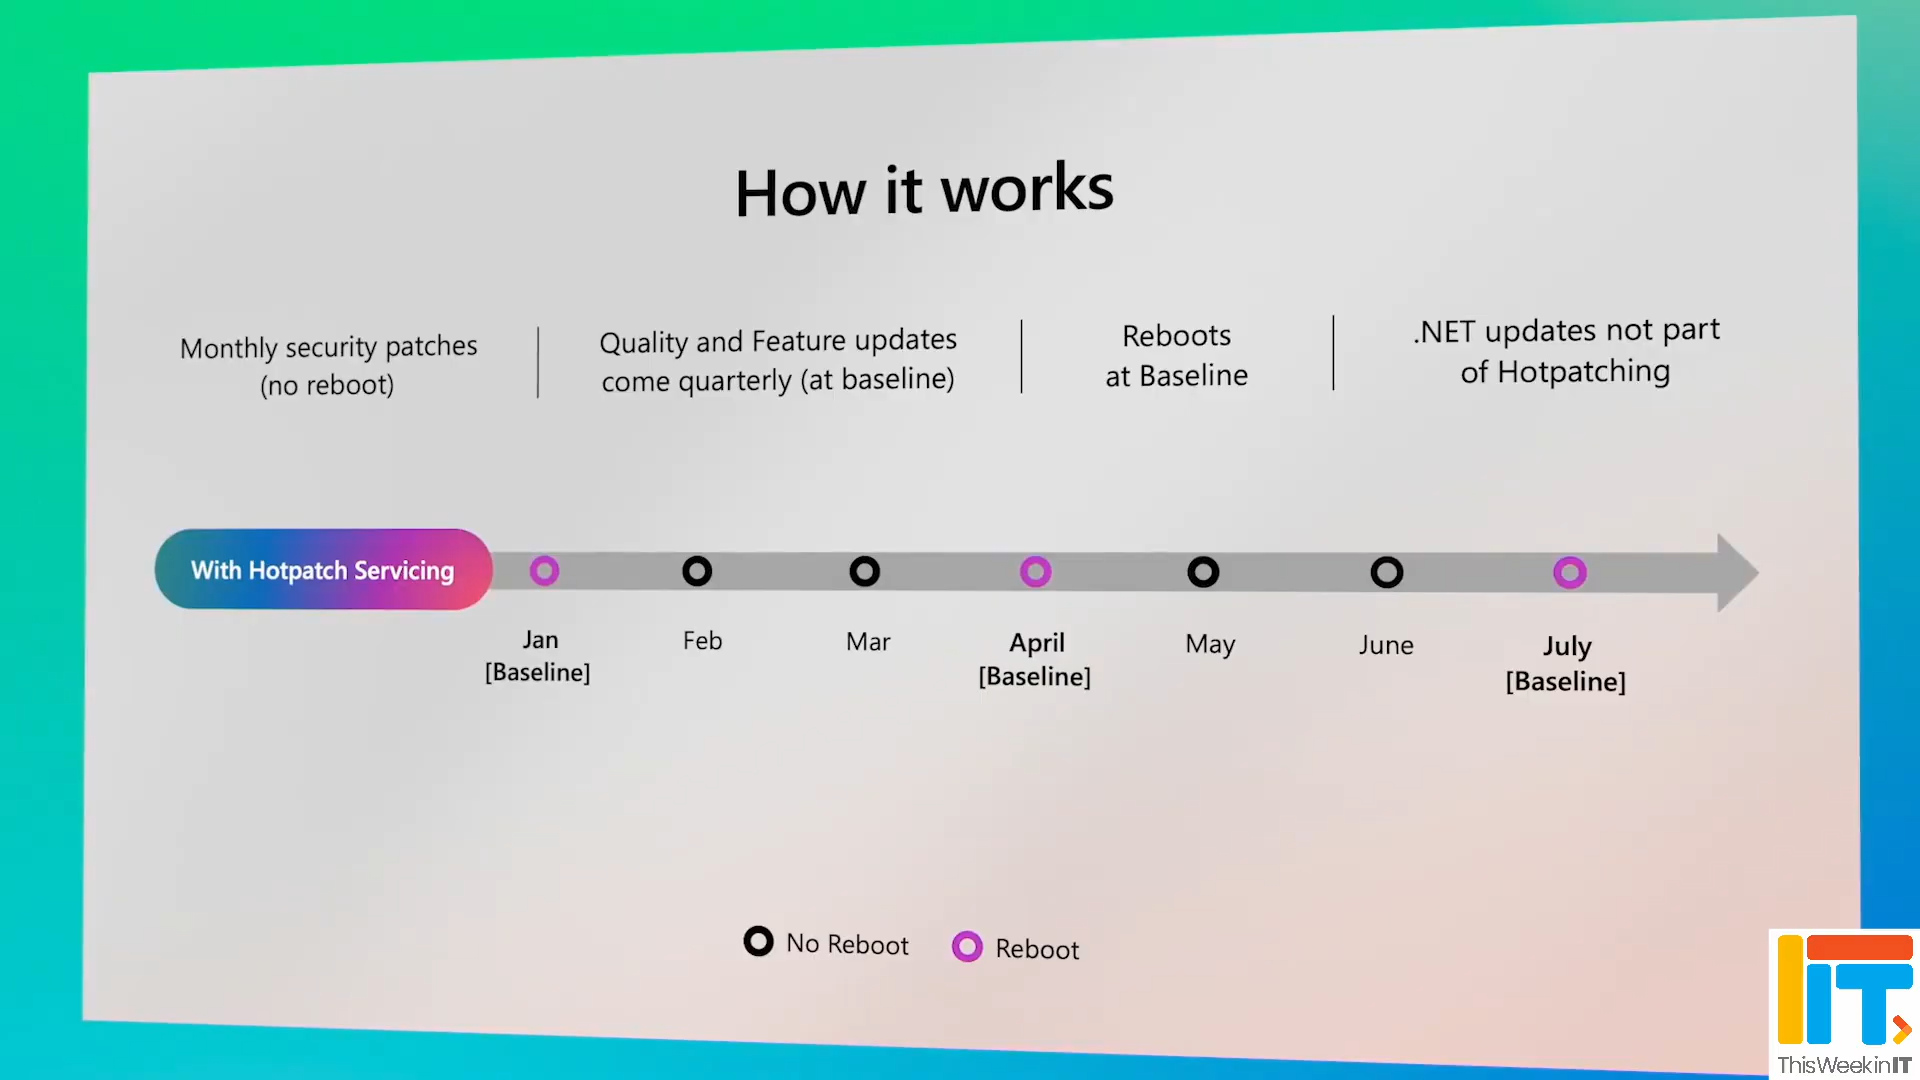 How it works
Monthly security patches
(no reboot)
Quality and Feature updates
come quarterly (at baseline)
Reboots
at Baseline
.NET updates not part
of Hotpatching
With Hotpatch Servicing
Jan
[Baseline]
Feb
Mar
April
[Baseline]
May
June
July
[Baseline]
No Reboot
Reboot
IT
ThisWeekinIT